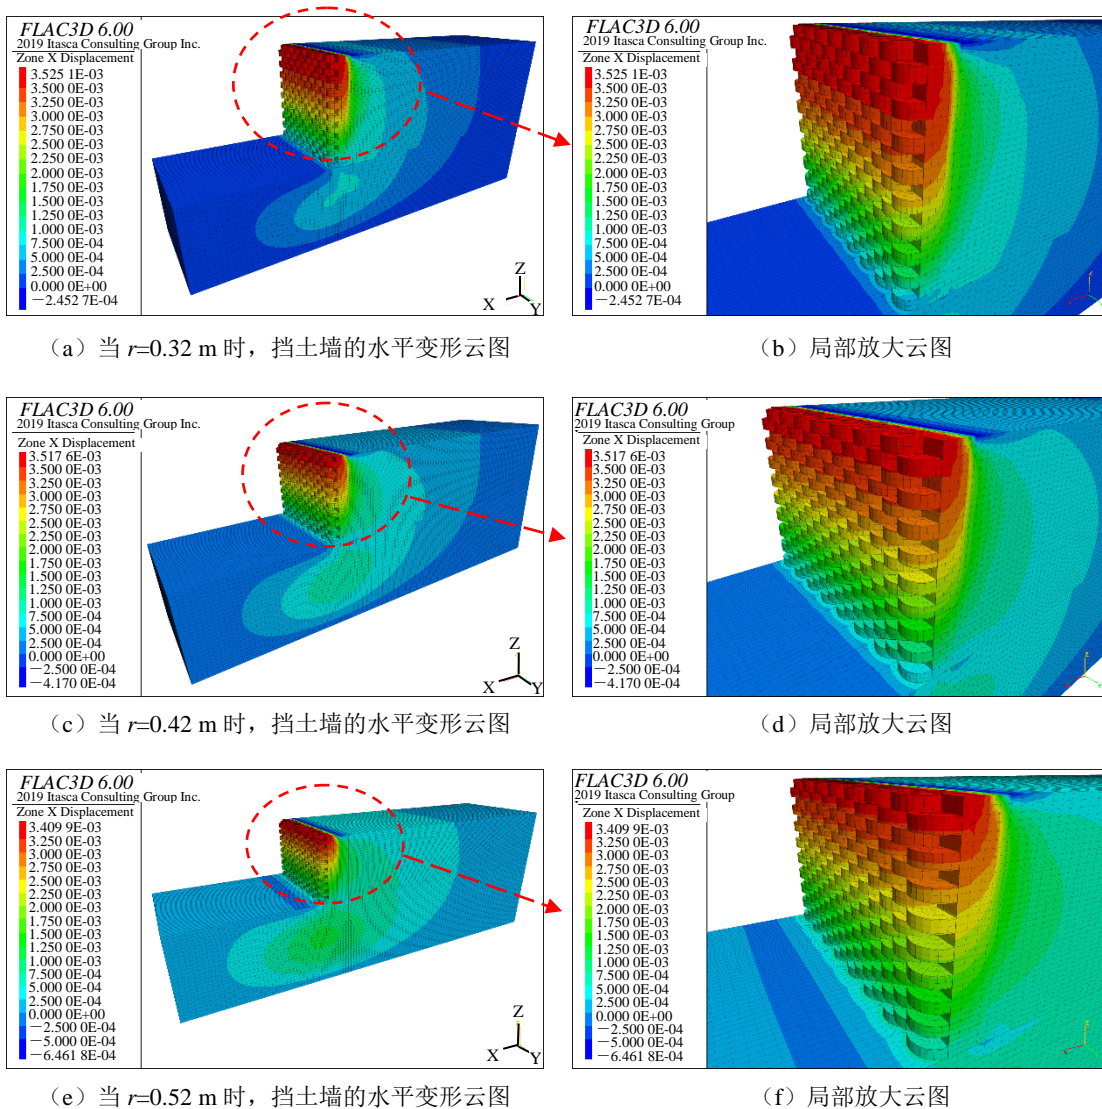 FLAC3D 6.00
2019 Itasca Consulting Group Inc.
Zone X Displacement
3.525 1E-03
3.500 0E-03
3.250 0E-03
3.000 0E-03
2.750 0E-03
2.500 0E-03
2.250 0E-03
2.000 0E-03
1.750 0E-03
1.500 0E-03
1.250 0E-03
1.000 0E-03
7.500 0E-04
5.000 0E-04
2.500 0E-04
0.000 0E+00
−2.452 7E-04
Z
X
Y
(a)当 r=0.32 m 时，挡土墙的水平变形云图
FLAC3D 6.00
2019 Itasca Consulting Group Inc.
Zone X Displacement
3.525 1E-03
3.500 0E-03
3.250 0E-03
3.000 0E-03
2.750 0E-03
2.500 0E-03
2.250 0E-03
2.000 0E-03
1.750 0E-03
1.500 0E-03
1.250 0E-03
1.000 0E-03
7.500 0E-04
5.000 0E-04
2.500 0E-04
0.000 0E+00
−2.452 7E-04
(b)局部放大云图
FLAC3D 6.00
2019 Itasca Consulting Group Inc.
Zone X Displacement
3.517 6E-03
3.500 0E-03
3.250 0E-03
3.000 0E-03
2.750 0E-03
2.500 0E-03
2.250 0E-03
2.000 0E-03
1.750 0E-03
1.500 0E-03
1.250 0E-03
1.000 0E-03
7.500 0E-04
5.000 0E-04
2.500 0E-04
0.000 0E+00
−2.500 0E-04
−4.170 0E-04
Z
X
Y
(c)当 r=0.42 m 时，挡土墙的水平变形云图
FLAC3D 6.00
2019 Itasca Consulting Group
Zone X Displacement
3.517 6E-03
3.500 0E-03
3.250 0E-03
3.000 0E-03
2.750 0E-03
2.500 0E-03
2.250 0E-03
2.000 0E-03
1.750 0E-03
1.500 0E-03
1.250 0E-03
1.000 0E-03
7.500 0E-04
5.000 0E-04
2.500 0E-04
0.000 0E+00
−2.500 0E-04
−4.170 0E-04
(d)局部放大云图
FLAC3D 6.00
2019 Itasca Consulting Group Inc.
Zone X Displacement
3.409 9E-03
3.250 0E-03
3.000 0E-03
2.750 0E-03
2.500 0E-03
2.250 0E-03
2.000 0E-03
1.750 0E-03
1.500 0E-03
1.250 0E-03
1.000 0E-03
7.500 0E-04
5.000 0E-04
2.500 0E-04
0.000 0E+00
−2.500 0E-04
−5.000 0E-04
−6.461 8E-04
Z
X
Y
(e)当 r=0.52 m 时，挡土墙的水平变形云图
FLAC3D 6.00
2019 Itasca Consulting Group
Zone X Displacement
3.409 9E-03
3.250 0E-03
3.000 0E-03
2.750 0E-03
2.500 0E-03
2.250 0E-03
2.000 0E-03
1.750 0E-03
1.500 0E-03
1.250 0E-03
1.000 0E-03
7.500 0E-04
5.000 0E-04
2.500 0E-04
0.000 0E+00
−2.500 0E-04
−5.000 0E-04
−6.461 8E-04
(f)局部放大云图